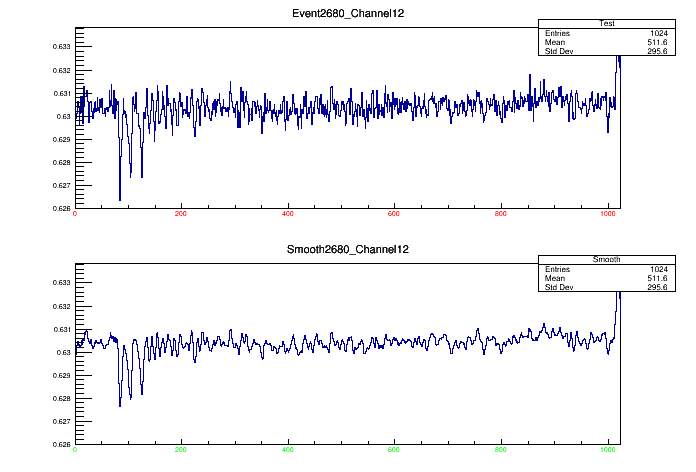 Event2680_Channel12
Test
Entries 1024
Mean 511.6
Std Dev 295.6
0.633
0.632
0.631
0.63
0.629
0.628
0.627
0.626
0 200 400 600 800 1000
Smooth2680_Channel12
Smooth
Entries 1024
Mean 511.6
Std Dev 295.6
0.633
0.632
0.631
0.63
0.629
0.628
0.627
0.626
0 200 400 600 800 1000